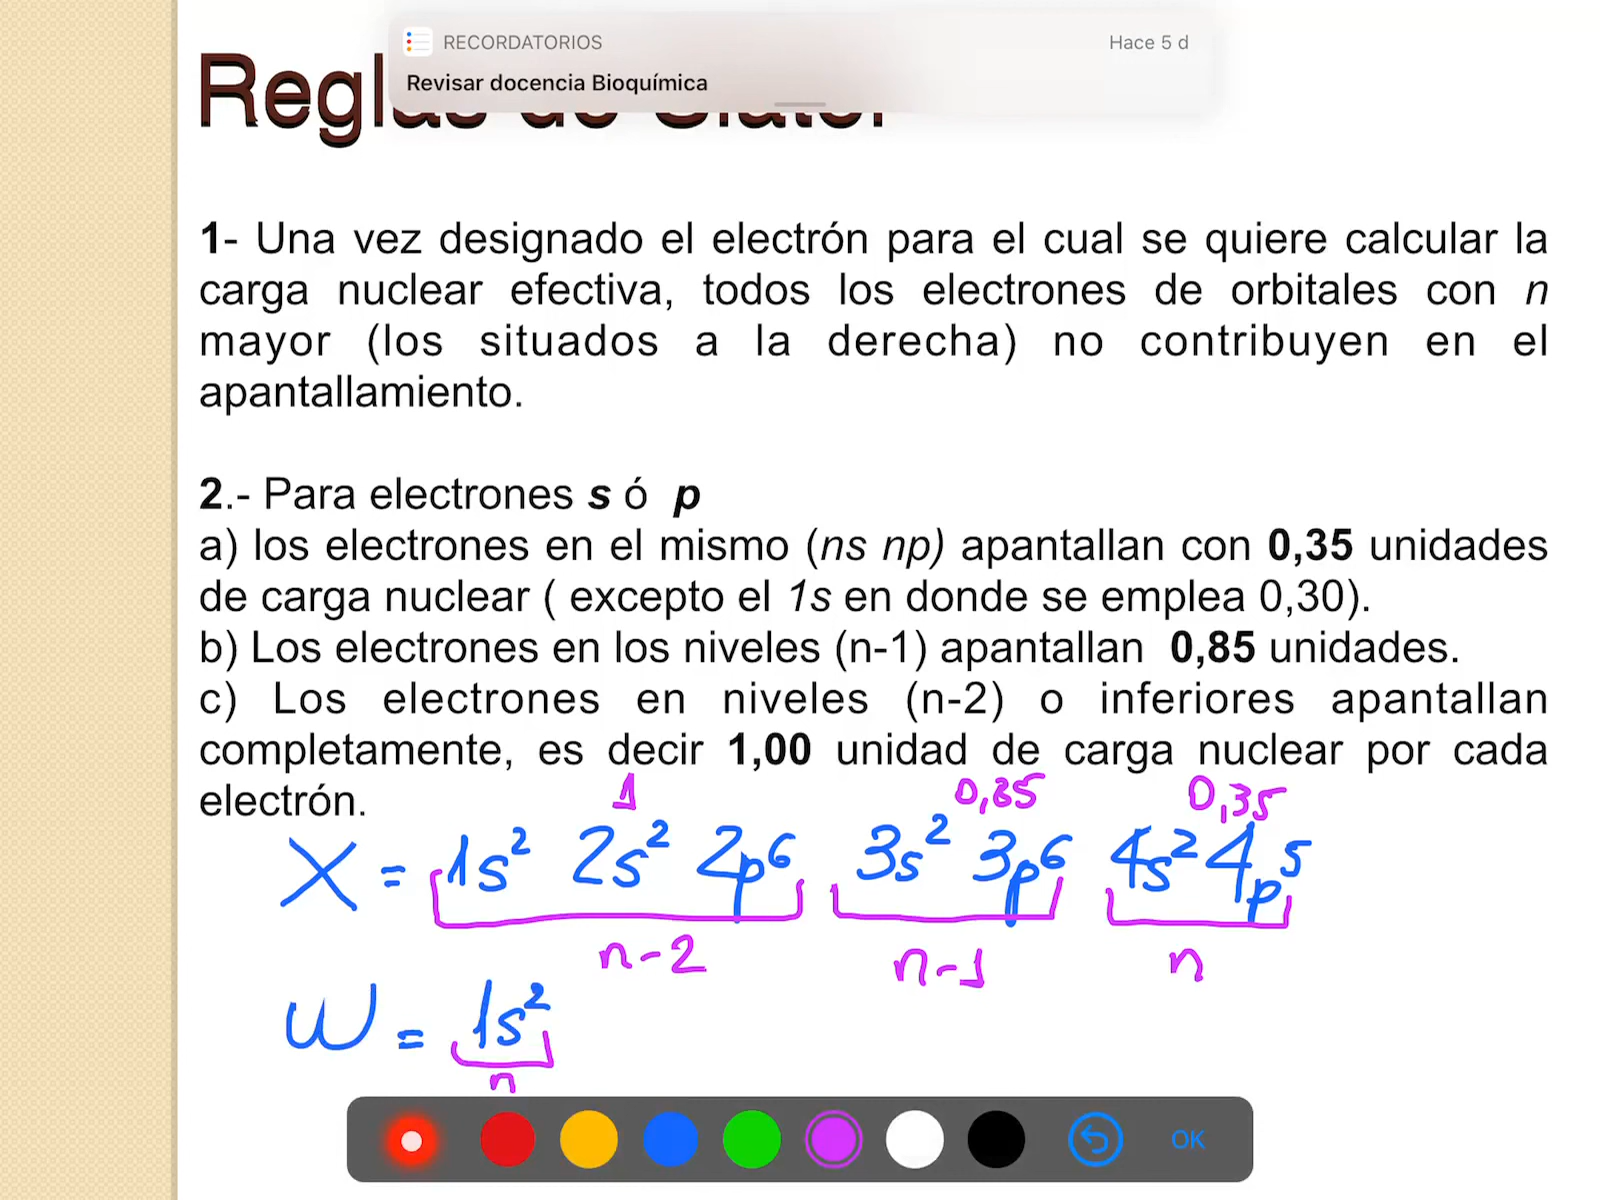 RECORDATORIOS Hace 5 d
Revisar docencia Bioquímica
Reglas de Slater
1- Una vez designado el electrón para el cual se quiere calcular la
carga nuclear efectiva, todos los electrones de orbitales con n
mayor (los situados a la derecha) no contribuyen en el
apantallamiento.
2.- Para electrones s ó p
a) los electrones en el mismo (ns np) apantallan con 0,35 unidades
de carga nuclear ( excepto el 1s en donde se emplea 0,30).
b) Los electrones en los niveles (n-1) apantallan 0,85 unidades.
c) Los electrones en niveles (n-2) o inferiores apantallan
completamente, es decir 1,00 unidad de carga nuclear por cada
electrón.
1 0,85 0,35
X = 1s² 2s² 2p⁶ 3s² 3p⁶ 4s² 4p⁵
n-2 n-1 n
W = 1s²
n
OK